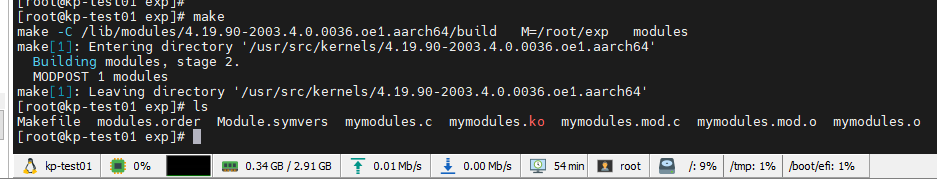 [root@kp-test01 exp]#
[root@kp-test01 exp]# make
make -C /lib/modules/4.19.90-2003.4.0.0036.oe1.aarch64/build   M=/root/exp   modules
make[1]: Entering directory '/usr/src/kernels/4.19.90-2003.4.0.0036.oe1.aarch64'
  Building modules, stage 2.
  MODPOST 1 modules
make[1]: Leaving directory '/usr/src/kernels/4.19.90-2003.4.0.0036.oe1.aarch64'
[root@kp-test01 exp]# ls
Makefile  modules.order  Module.symvers  mymodules.c  mymodules.ko  mymodules.mod.c  mymodules.mod.o  mymodules.o
[root@kp-test01 exp]#
kp-test01  0%  0.34 GB / 2.91 GB  0.01 Mb/s  0.00 Mb/s  54 min  root  /: 9%  /tmp: 1%  /boot/efi: 1%